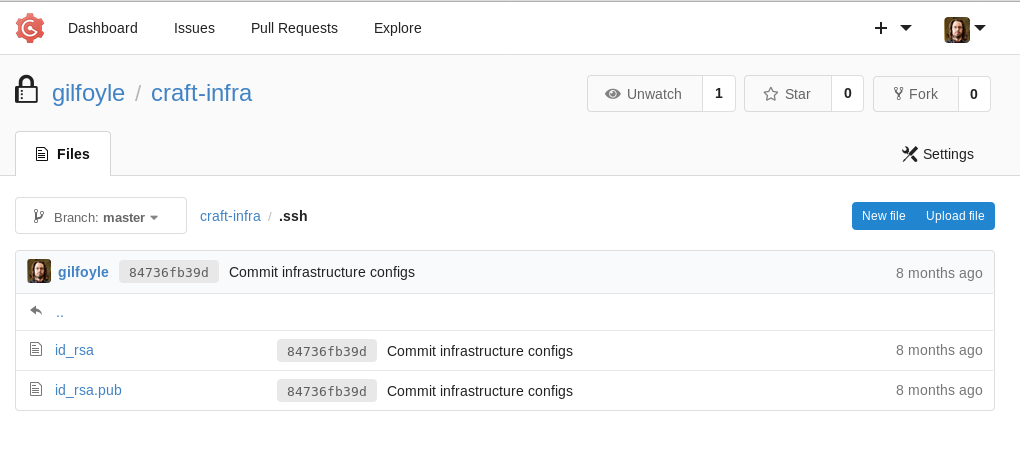 Dashboard Issues Pull Requests Explore
gilfoyle / craft-infra Unwatch 1 Star 0 Fork 0
Files Settings
Branch: master craft-infra / .ssh New file Upload file
gilfoyle 84736fb39d Commit infrastructure configs 8 months ago
..
id_rsa 84736fb39d Commit infrastructure configs 8 months ago
id_rsa.pub 84736fb39d Commit infrastructure configs 8 months ago